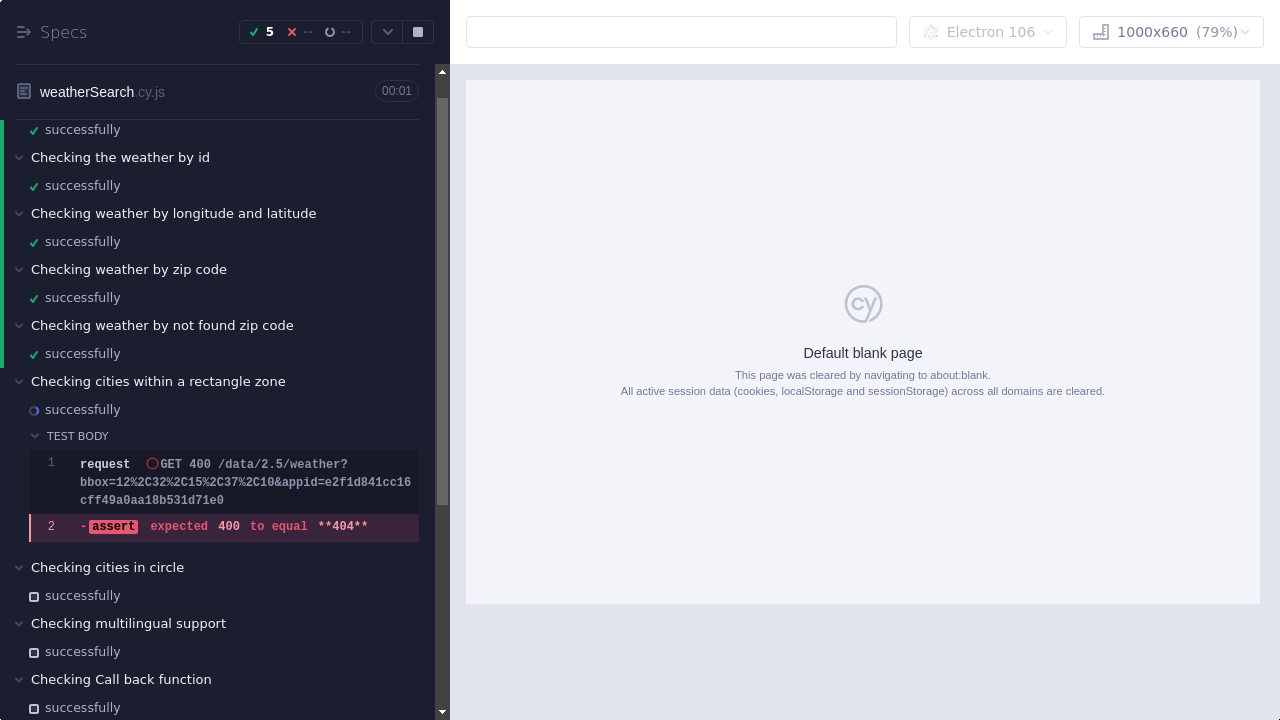 Specs
5
--
--
Electron 106
1000x660 (79%)
weatherSearch.cy.js
00:01
successfully
Checking the weather by id
successfully
Checking weather by longitude and latitude
successfully
Checking weather by zip code
successfully
Checking weather by not found zip code
successfully
Checking cities within a rectangle zone
successfully
TEST BODY
1 request GET 400 /data/2.5/weather?
bbox=12%2C32%2C15%2C37%2C10&appid=e2f1d841cc16
cff49a0aa18b531d71e0
2 -assert expected 400 to equal **404**
Checking cities in circle
successfully
Checking multilingual support
successfully
Checking Call back function
successfully
cy
Default blank page
This page was cleared by navigating to about:blank.
All active session data (cookies, localStorage and sessionStorage) across all domains are cleared.